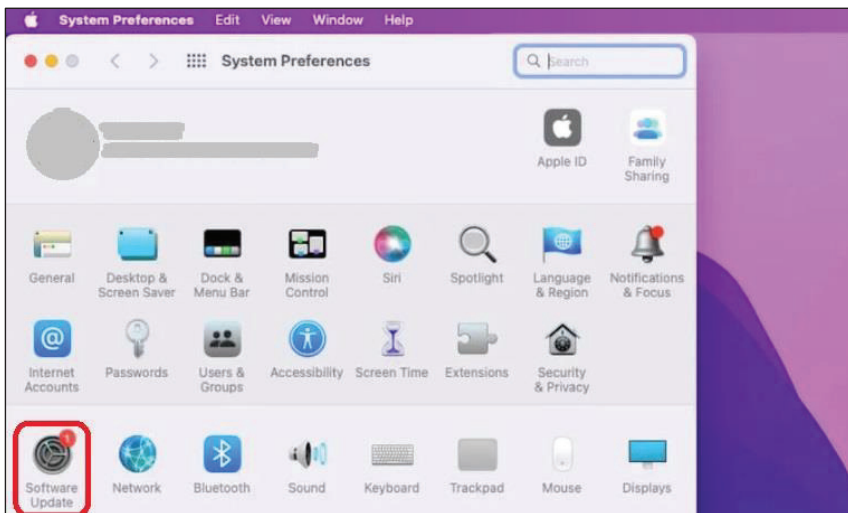 System Preferences Edit View Window Help
System Preferences
Search
Apple ID
Family
Sharing
General
Desktop &
Screen Saver
Dock &
Menu Bar
Mission
Control
Siri
Spotlight
Language
& Region
Notifications
& Focus
Internet
Accounts
Passwords
Users &
Groups
Accessibility
Screen Time
Extensions
Security
& Privacy
1
Software
Update
Network
Bluetooth
Sound
Keyboard
Trackpad
Mouse
Displays